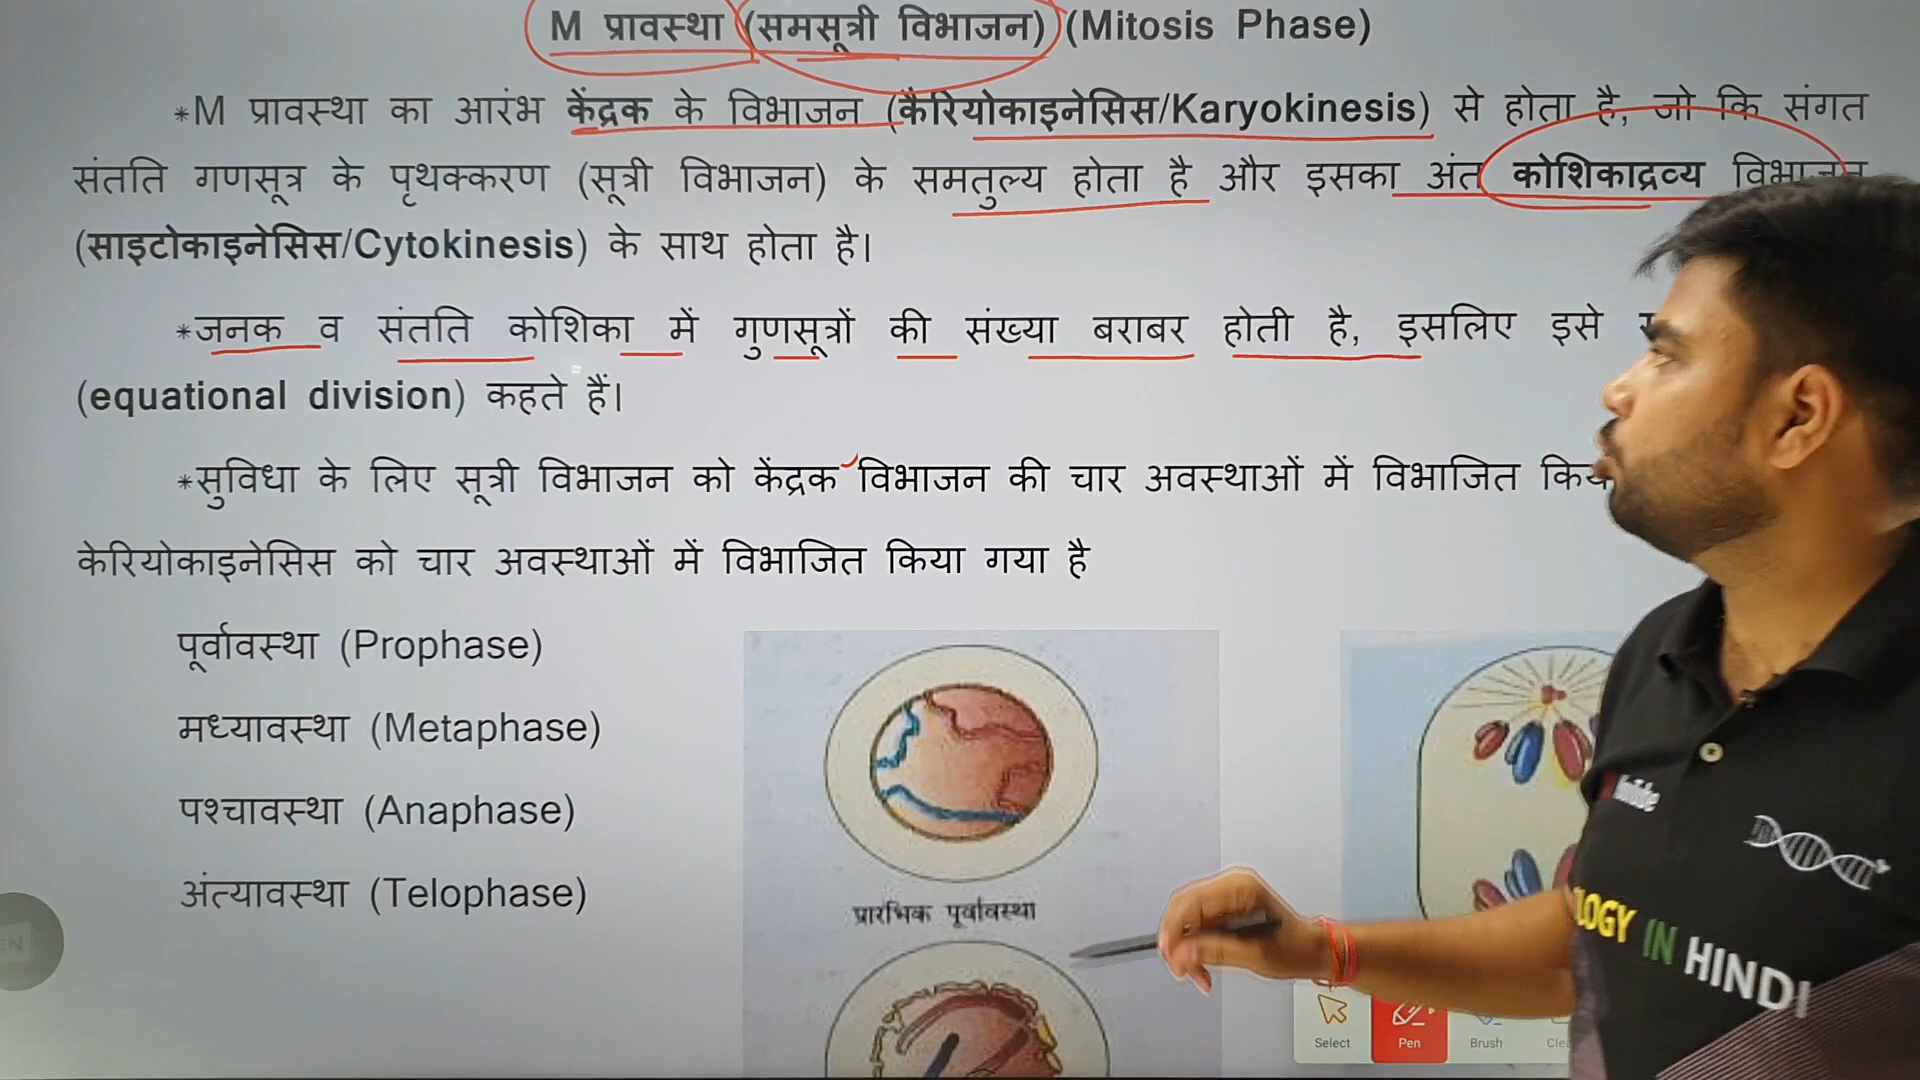 M प्रावस्था (समसूत्री विभाजन) (Mitosis Phase)
*M प्रावस्था का आरंभ केंद्रक के विभाजन (कैरियोकाइनेसिस/Karyokinesis) से होता है, जो कि संगत
संतति गणसूत्र के पृथक्करण (सूत्री विभाजन) के समतुल्य होता है और इसका अंत कोशिकाद्रव्य विभाजन
(साइटोकाइनेसिस/Cytokinesis) के साथ होता है।
*जनक व संतति कोशिका में गुणसूत्रों की संख्या बराबर होती है, इसलिए इसे
(equational division) कहते हैं।
*सुविधा के लिए सूत्री विभाजन को केंद्रक विभाजन की चार अवस्थाओं में विभाजित
केरियोकाइनेसिस को चार अवस्थाओं में विभाजित किया गया है
पूर्वावस्था (Prophase)
मध्यावस्था (Metaphase)
पश्चावस्था (Anaphase)
अंत्यावस्था (Telophase)
प्रारंभिक पूर्वावस्था
IN HINDI
Select Pen Brush
EN